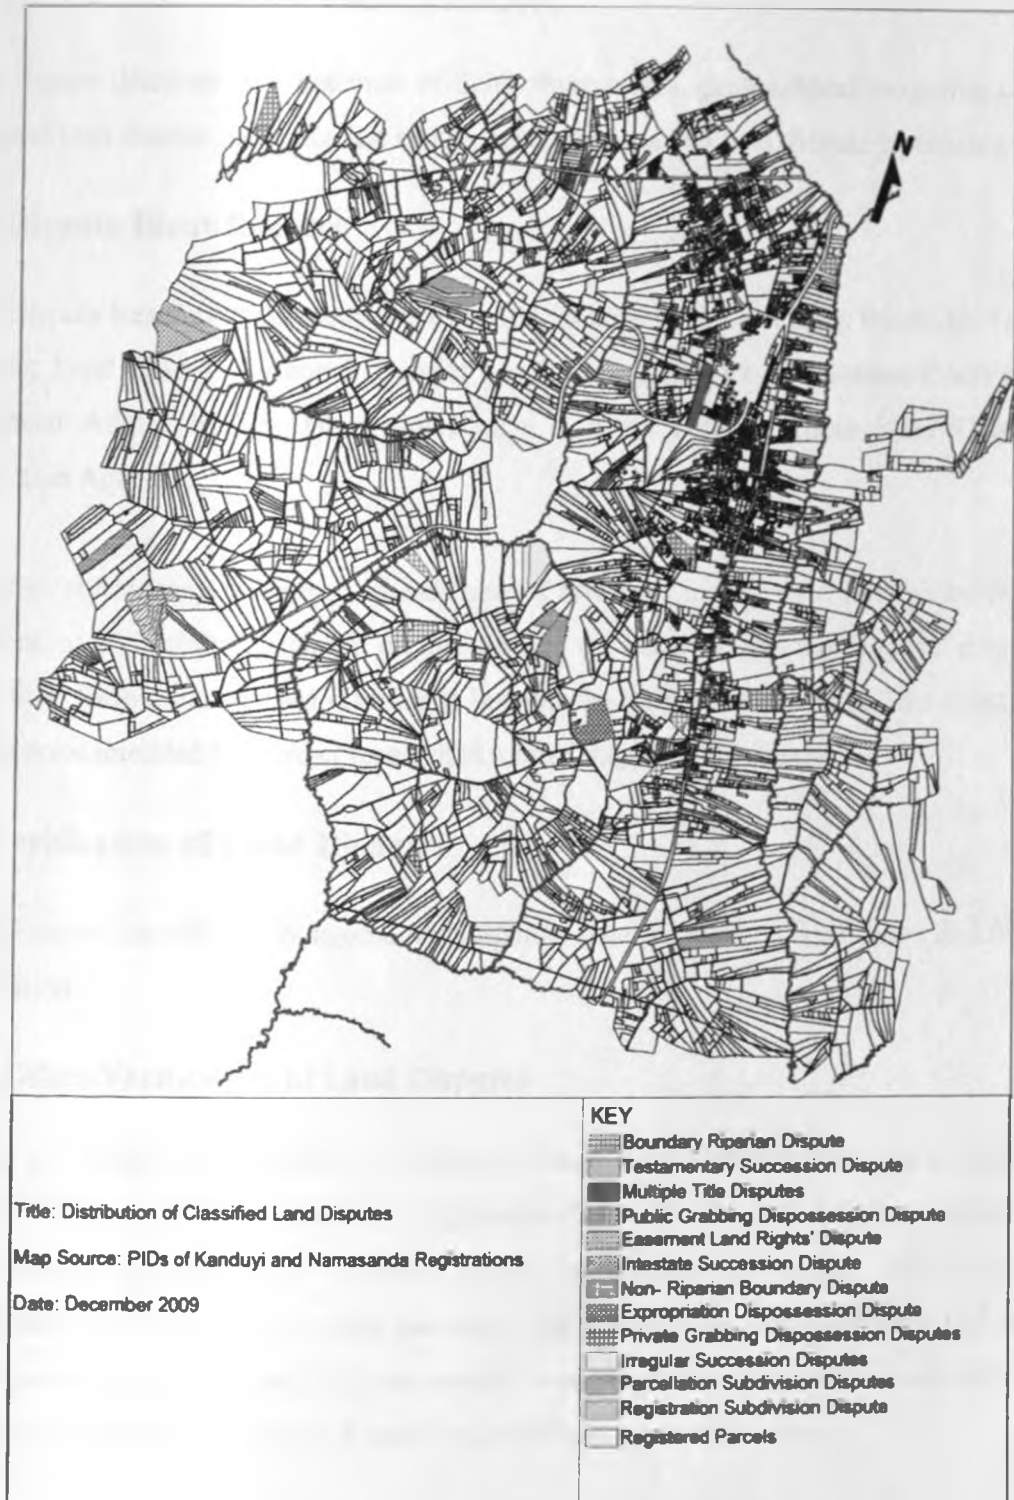 N
Title: Distribution of Classified Land Disputes
Map Source: PIDs of Kanduyi and Namasanda Registrations
Date: December 2009
KEY
Boundary Riparian Dispute
Testamentary Succession Dispute
Multiple Title Disputes
Public Grabbing Dispossession Dispute
Easement Land Rights' Dispute
Intestate Succession Dispute
Non- Riparian Boundary Dispute
Expropriation Dispossession Dispute
Private Grabbing Dispossession Disputes
Irregular Succession Disputes
Parcellation Subdivision Disputes
Registration Subdivision Dispute
Registered Parcels